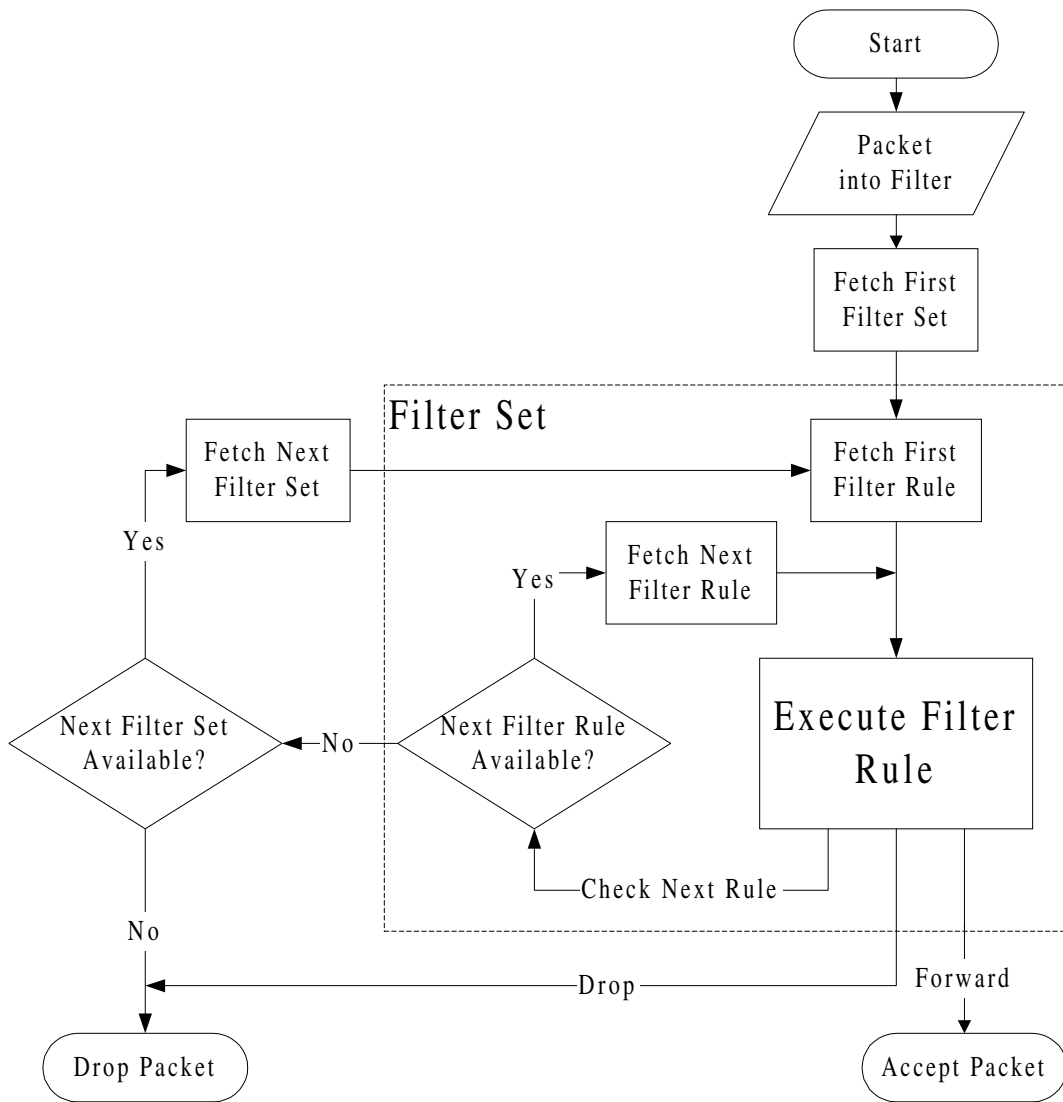 Start
Packet
into Filter
Fetch First
Filter Set
Filter Set
Fetch Next
Filter Set
Fetch First
Filter Rule
Yes
Fetch Next
Filter Rule
Yes
Next Filter Set
Available?
No
Next Filter Rule
Available?
Execute Filter
Rule
Check Next Rule
No
Drop
Forward
Drop Packet
Accept Packet